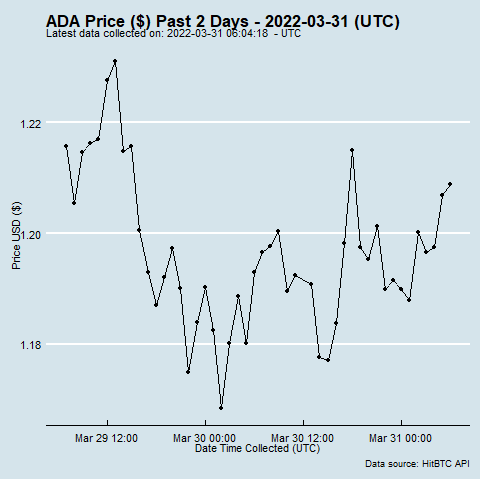 ADA Price ($) Past 2 Days - 2022-03-31 (UTC)
Latest data collected on: 2022-03-31 06:04:18  - UTC
1.22
1.20
1.18
Price USD ($)
Mar 29 12:00 Mar 30 00:00 Mar 30 12:00 Mar 31 00:00
Date Time Collected (UTC)
Data source: HitBTC API